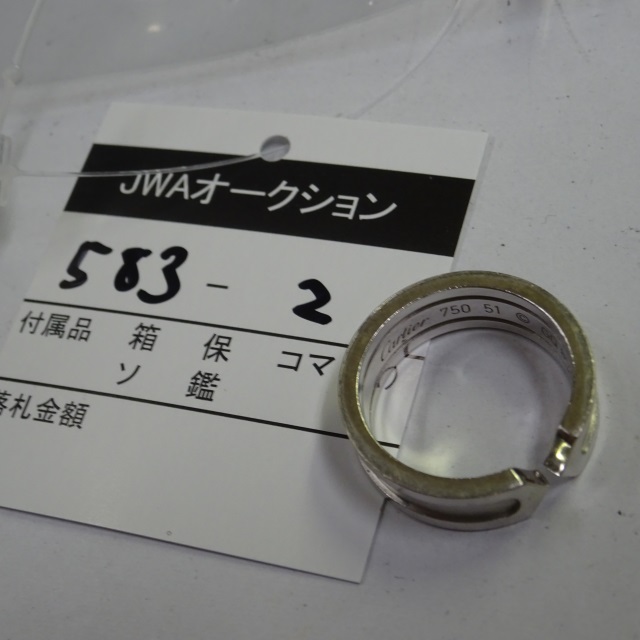 JWAオークション
583 - 2
付属品 箱 保 コマ
ソ 鑑
落札金額
Cartier 750 51 ©